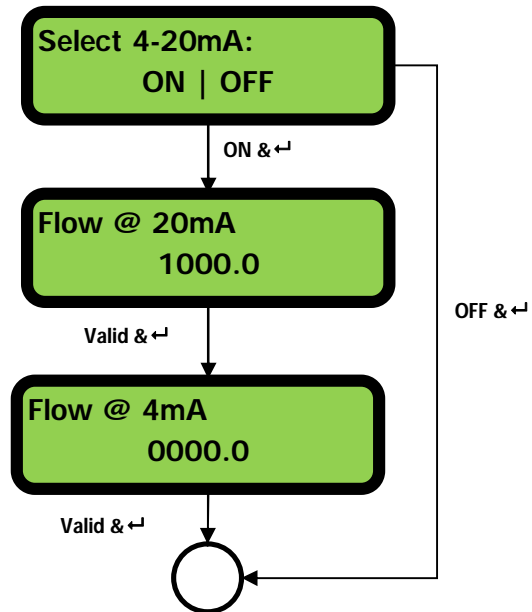 Select 4-20mA:
ON | OFF
ON & ↵
Flow @ 20mA
1000.0
OFF & ↵
Valid & ↵
Flow @ 4mA
0000.0
Valid & ↵